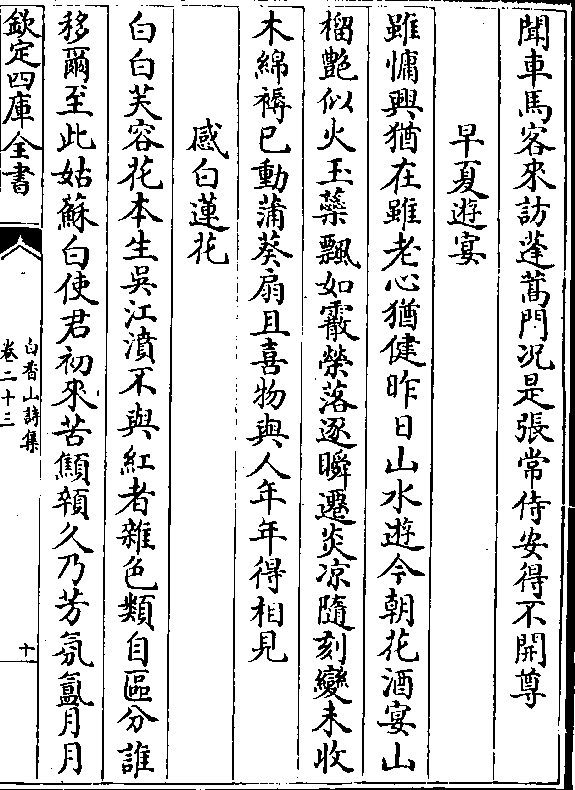 聞車馬客來訪蓬蒿門况是張常侍安得不開尊
早夏遊宴
雖慵興猶在雖老心猶健昨日山水遊今朝花酒宴山
榴艶似火玉蘂飄如霰榮落逐瞬遷炎凉隨刻變未收
木綿褥已動蒲葵扇且喜物與人年年得相見
感白蓮花
白白芙容花本生吳江濆不與紅者雜色類自區分誰
移爾至此姑蘇白使君初來苦顦顇久乃芳氛氲月月
欽定四庫全書
白香山詩集
卷二十三
十